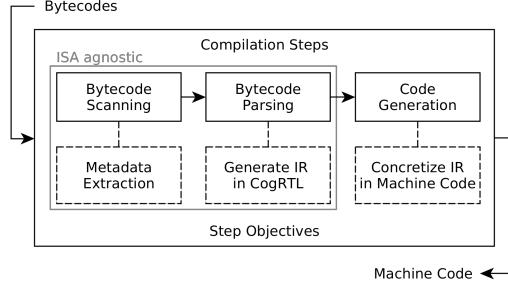 Bytecodes
Compilation Steps
ISA agnostic
Bytecode
Scanning
Bytecode
Parsing
Code
Generation
Metadata
Extraction
Generate IR
in CogRTL
Concretize IR
in Machine Code
Step Objectives
Machine Code